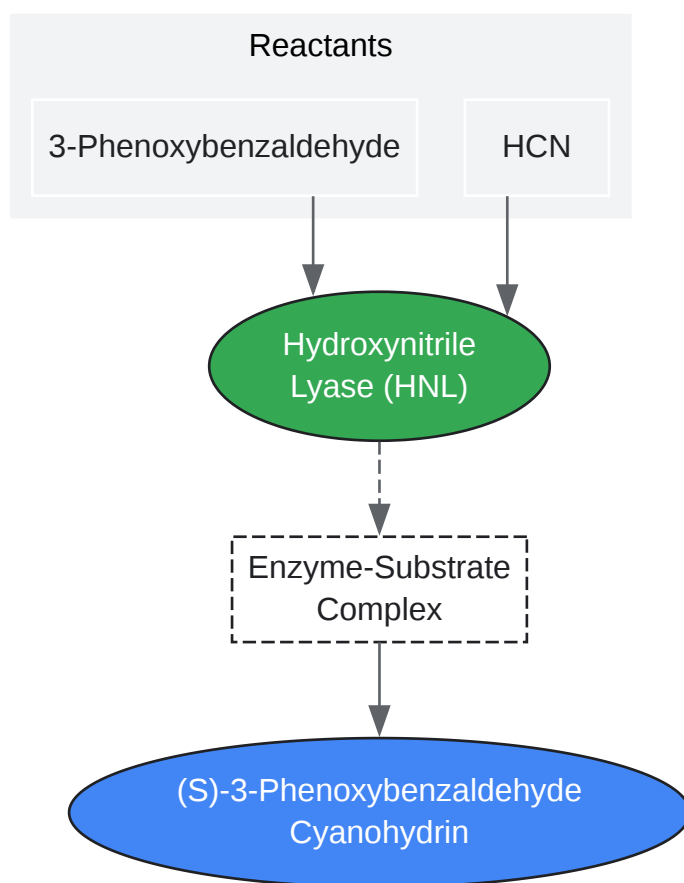 Reactants
3-Phenoxybenzaldehyde
HCN
Hydroxynitrile
Lyase (HNL)
Enzyme-Substrate
Complex
(S)-3-Phenoxybenzaldehyde
Cyanohydrin